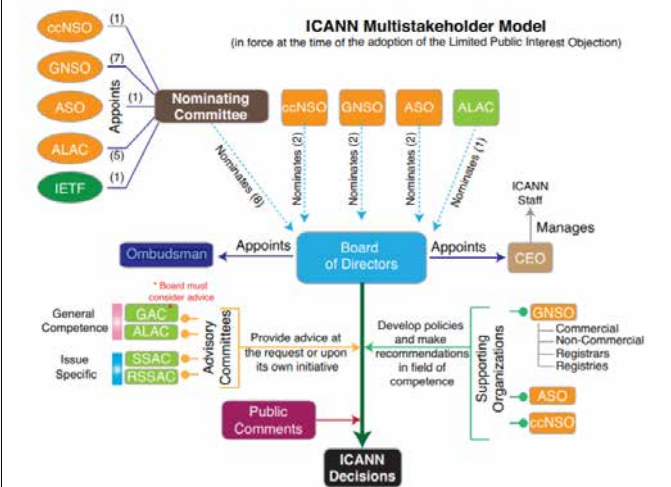 ICANN Multistakeholder Model
(in force at the time of the adoption of the Limited Public Interest Objection)
ccNSO
(1)
GNSO
(7)
ASO
(1)
ALAC
(5)
IETF
(1)
Appoints
Nominating
Committee
ccNSO
GNSO
ASO
ALAC
Nominates (8)
Nominates (2)
Nominates (2)
Nominates (2)
Nominates (1)
ICANN
Staff
Manages
Ombudsman
Appoints
Board
of Directors
Appoints
CEO
* Board must
consider advice
General
Competence
GAC
*
ALAC
Issue
Specific
SSAC
RSSAC
Advisory
Committees
Provide advice at
the request or upon
its own initiative
Develop policies
and make
recommendations
in field of
competence
Supporting
Organizations
GNSO
Commercial
Non-Commercial
Registrars
Registries
ASO
ccNSO
Public
Comments
ICANN
Decisions